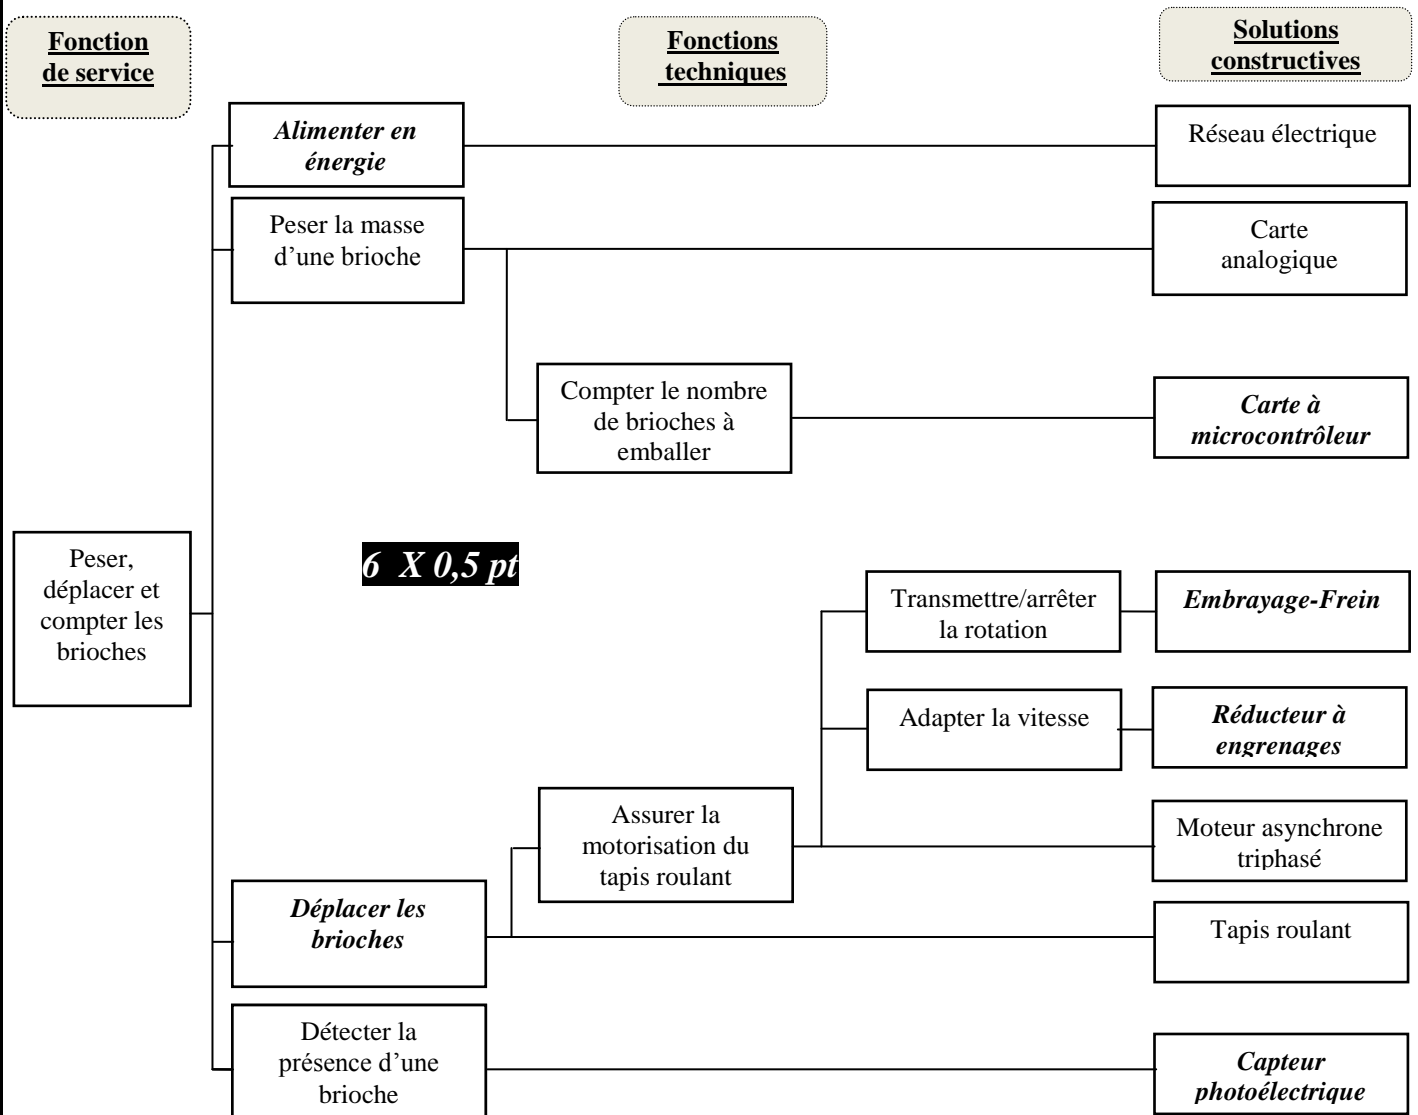 Fonction
de service
Fonctions
techniques
Solutions
constructives
Alimenter en
énergie
Réseau électrique
Peser la masse
d’une brioche
Carte
analogique
Compter le nombre
de brioches à
emballer
Carte à
microcontrôleur
Peser,
déplacer et
compter les
brioches
6 X 0,5 pt
Transmettre/arrêter
la rotation
Embrayage-Frein
Adapter la vitesse
Réducteur à
engrenages
Assurer la
motorisation du
tapis roulant
Moteur asynchrone
triphasé
Déplacer les
brioches
Tapis roulant
Détecter la
présence d’une
brioche
Capteur
photoélectrique